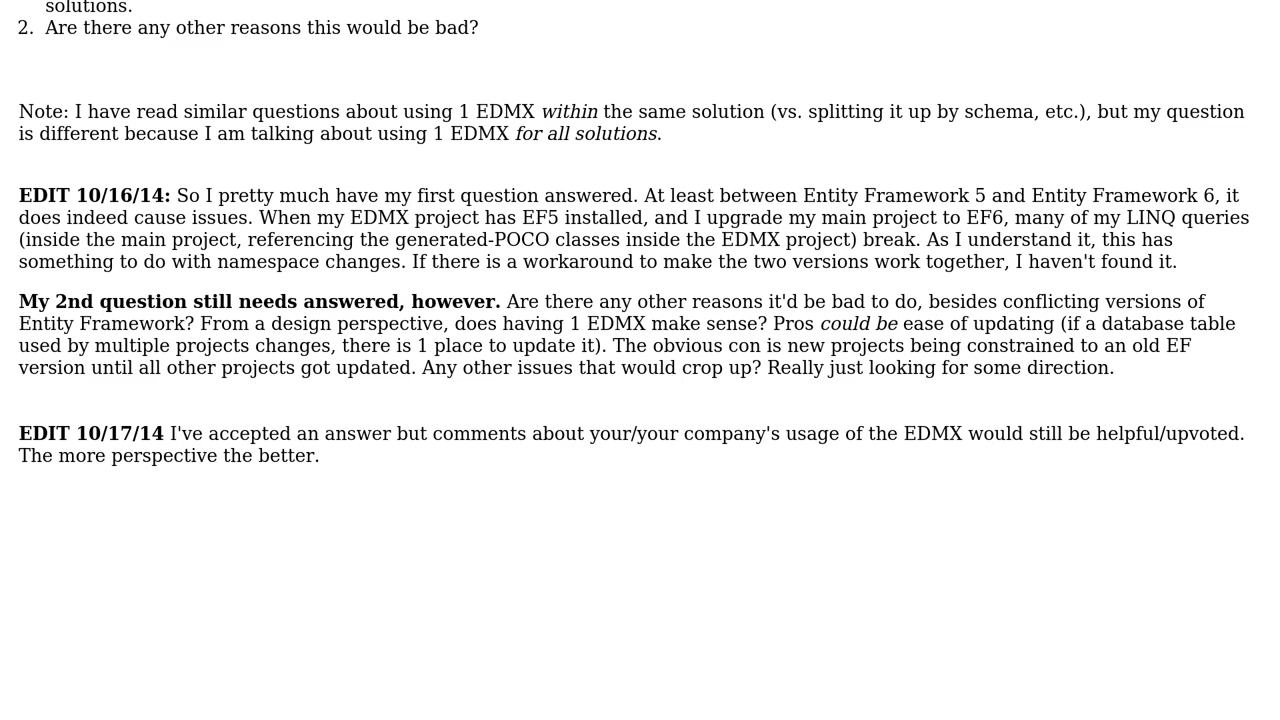 solutions.
2. Are there any other reasons this would be bad?
Note: I have read similar questions about using 1 EDMX within the same solution (vs. splitting it up by schema, etc.), but my question
is different because I am talking about using 1 EDMX for all solutions.
EDIT 10/16/14: So I pretty much have my first question answered. At least between Entity Framework 5 and Entity Framework 6, it
does indeed cause issues. When my EDMX project has EF5 installed, and I upgrade my main project to EF6, many of my LINQ queries
(inside the main project, referencing the generated-POCO classes inside the EDMX project) break. As I understand it, this has
something to do with namespace changes. If there is a workaround to make the two versions work together, I haven't found it.
My 2nd question still needs answered, however. Are there any other reasons it'd be bad to do, besides conflicting versions of
Entity Framework? From a design perspective, does having 1 EDMX make sense? Pros could be ease of updating (if a database table
used by multiple projects changes, there is 1 place to update it). The obvious con is new projects being constrained to an old EF
version until all other projects got updated. Any other issues that would crop up? Really just looking for some direction.
EDIT 10/17/14 I've accepted an answer but comments about your/your company's usage of the EDMX would still be helpful/upvoted.
The more perspective the better.